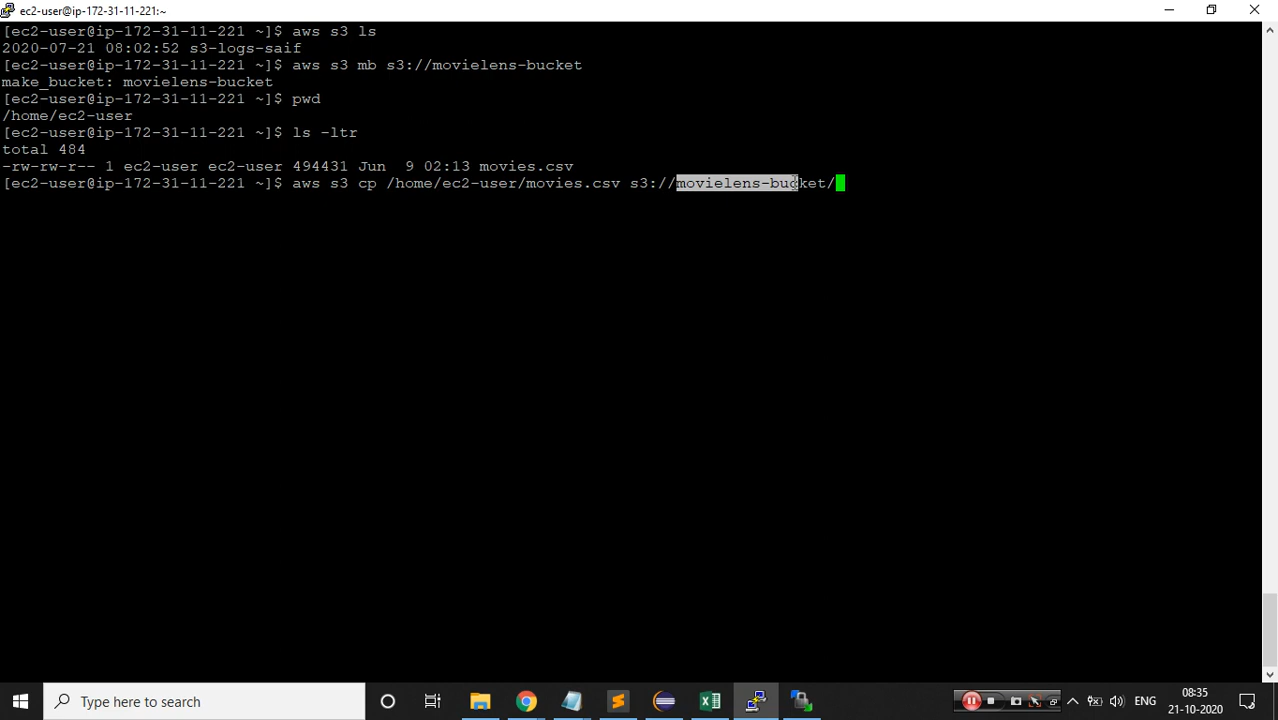 ec2-user@ip-172-31-11-221:~
[ec2-user@ip-172-31-11-221 ~]$ aws s3 ls
2020-07-21 08:02:52 s3-logs-saif
[ec2-user@ip-172-31-11-221 ~]$ aws s3 mb s3://movielens-bucket
make_bucket: movielens-bucket
[ec2-user@ip-172-31-11-221 ~]$ pwd
/home/ec2-user
[ec2-user@ip-172-31-11-221 ~]$ ls -ltr
total 484
-rw-rw-r-- 1 ec2-user ec2-user 494431 Jun  9 02:13 movies.csv
[ec2-user@ip-172-31-11-221 ~]$ aws s3 cp /home/ec2-user/movies.csv s3://movielens-bucket/
Type here to search
ENG
08:35
21-10-2020